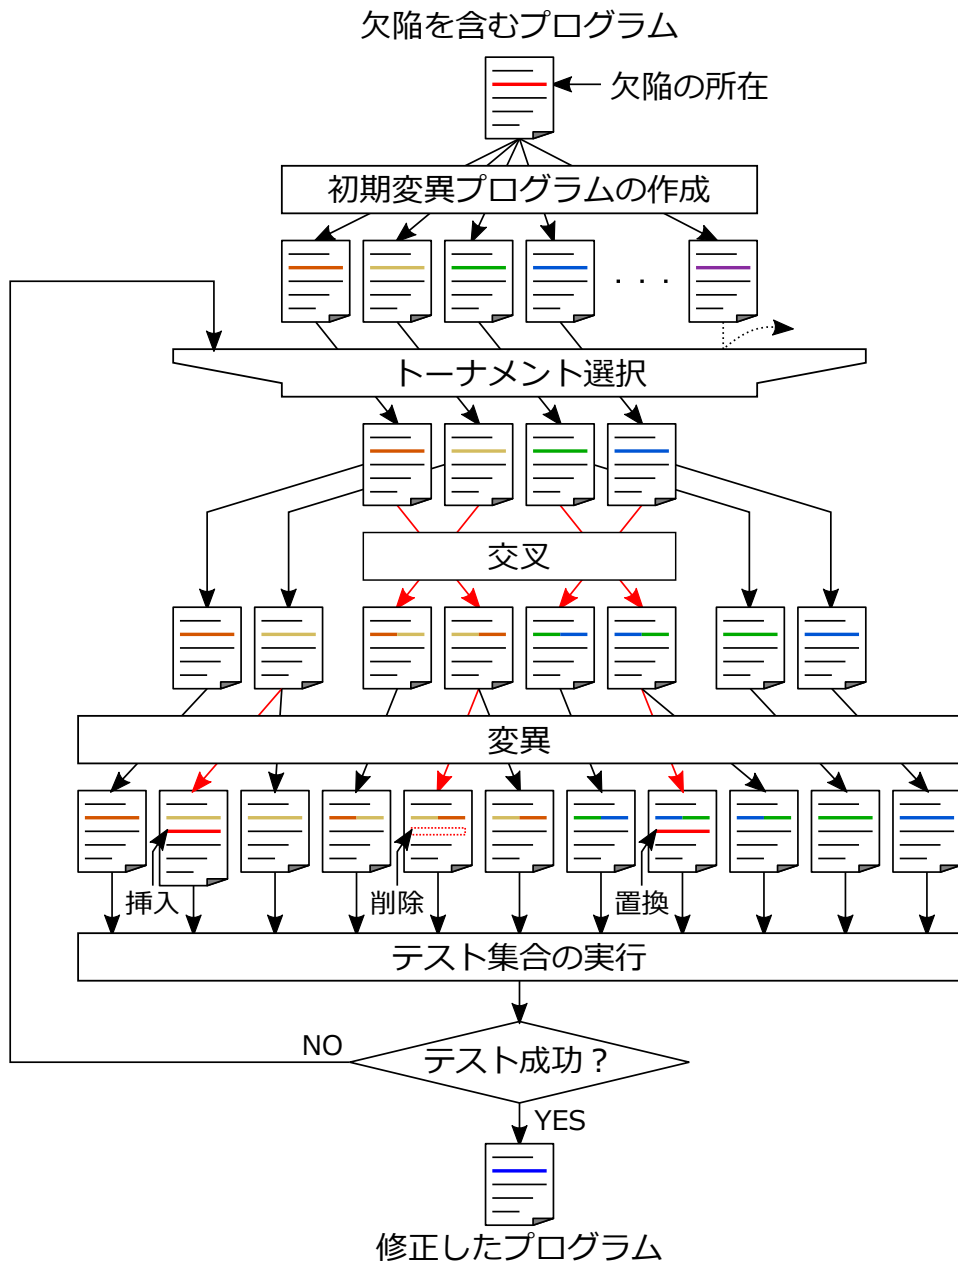 欠陥を含むプログラム
欠陥の所在
初期変異プログラムの作成
· · ·
トーナメント選択
交叉
変異
挿入
削除
置換
テスト集合の実行
テスト成功？
NO
YES
修正したプログラム